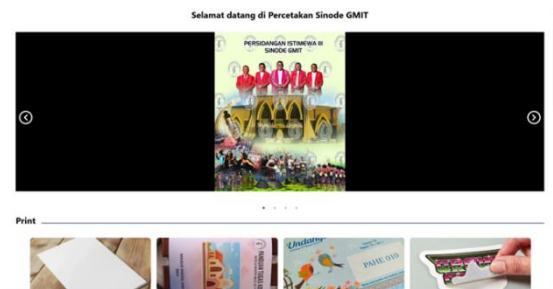 Selamat datang di Percetakan Sinode GMIT
PERSIDANGAN ISTIMEWA III
SINODE GMIT
Print
Undang
PAHE 010